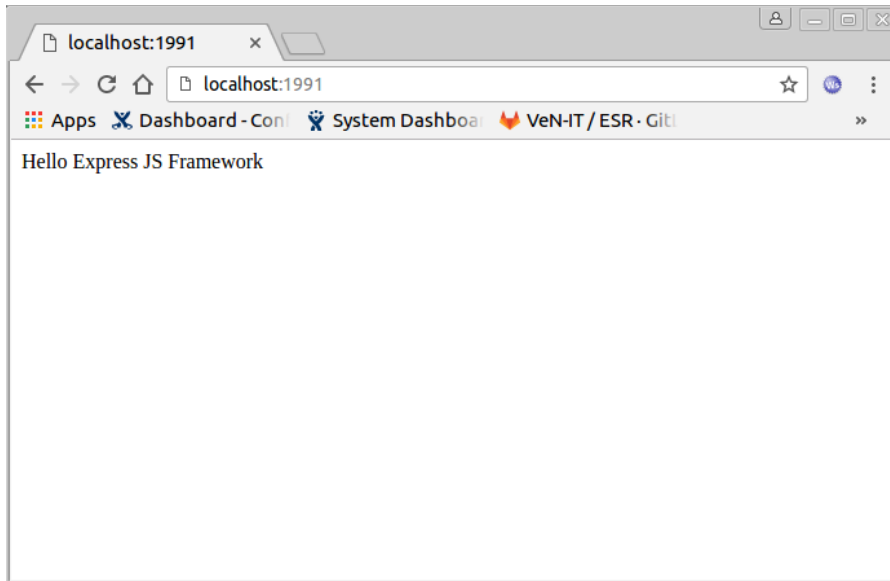 localhost:1991
localhost:1991
Apps Dashboard - Con System Dashboa VeN-IT / ESR · Git
Hello Express JS Framework